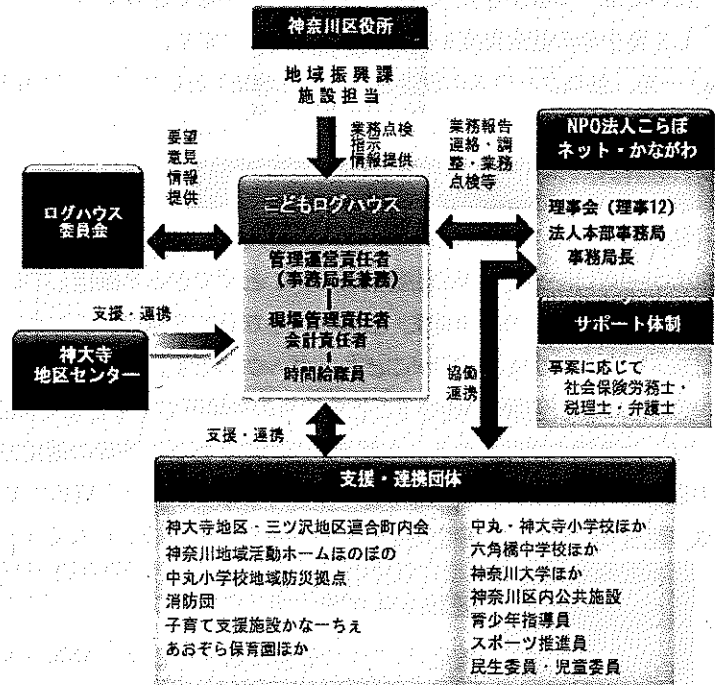 神奈川区役所
地域振興課
施設担当
業務点検
指示
情報提供
要望
意見
情報
提供
業務報告
連絡・調
整・業務
点検等
NPO法人こらぼ
ネット・かながわ
理事会（理事12）
法人本部事務局
事務局長
ログハウス
委員会
こどもログハウス
管理運営責任者
（事務局長兼務）
現場管理責任者
会計責任者
時間給職員
支援・連携
神大寺
地区センター
サポート体制
事案に応じて
社会保険労務士・
税理士・弁護士
協働
連携
支援・連携
支援・連携団体
神大寺地区・三ツ沢地区連合町内会
神奈川地域活動ホームほのぼの
中丸小学校地域防災拠点
消防団
子育て支援施設かなーちぇ
あおぞら保育園ほか
中丸・神大寺小学校ほか
六角橋中学校ほか
神奈川大学ほか
神奈川区内公共施設
青少年指導員
スポーツ推進員
民生委員・児童委員